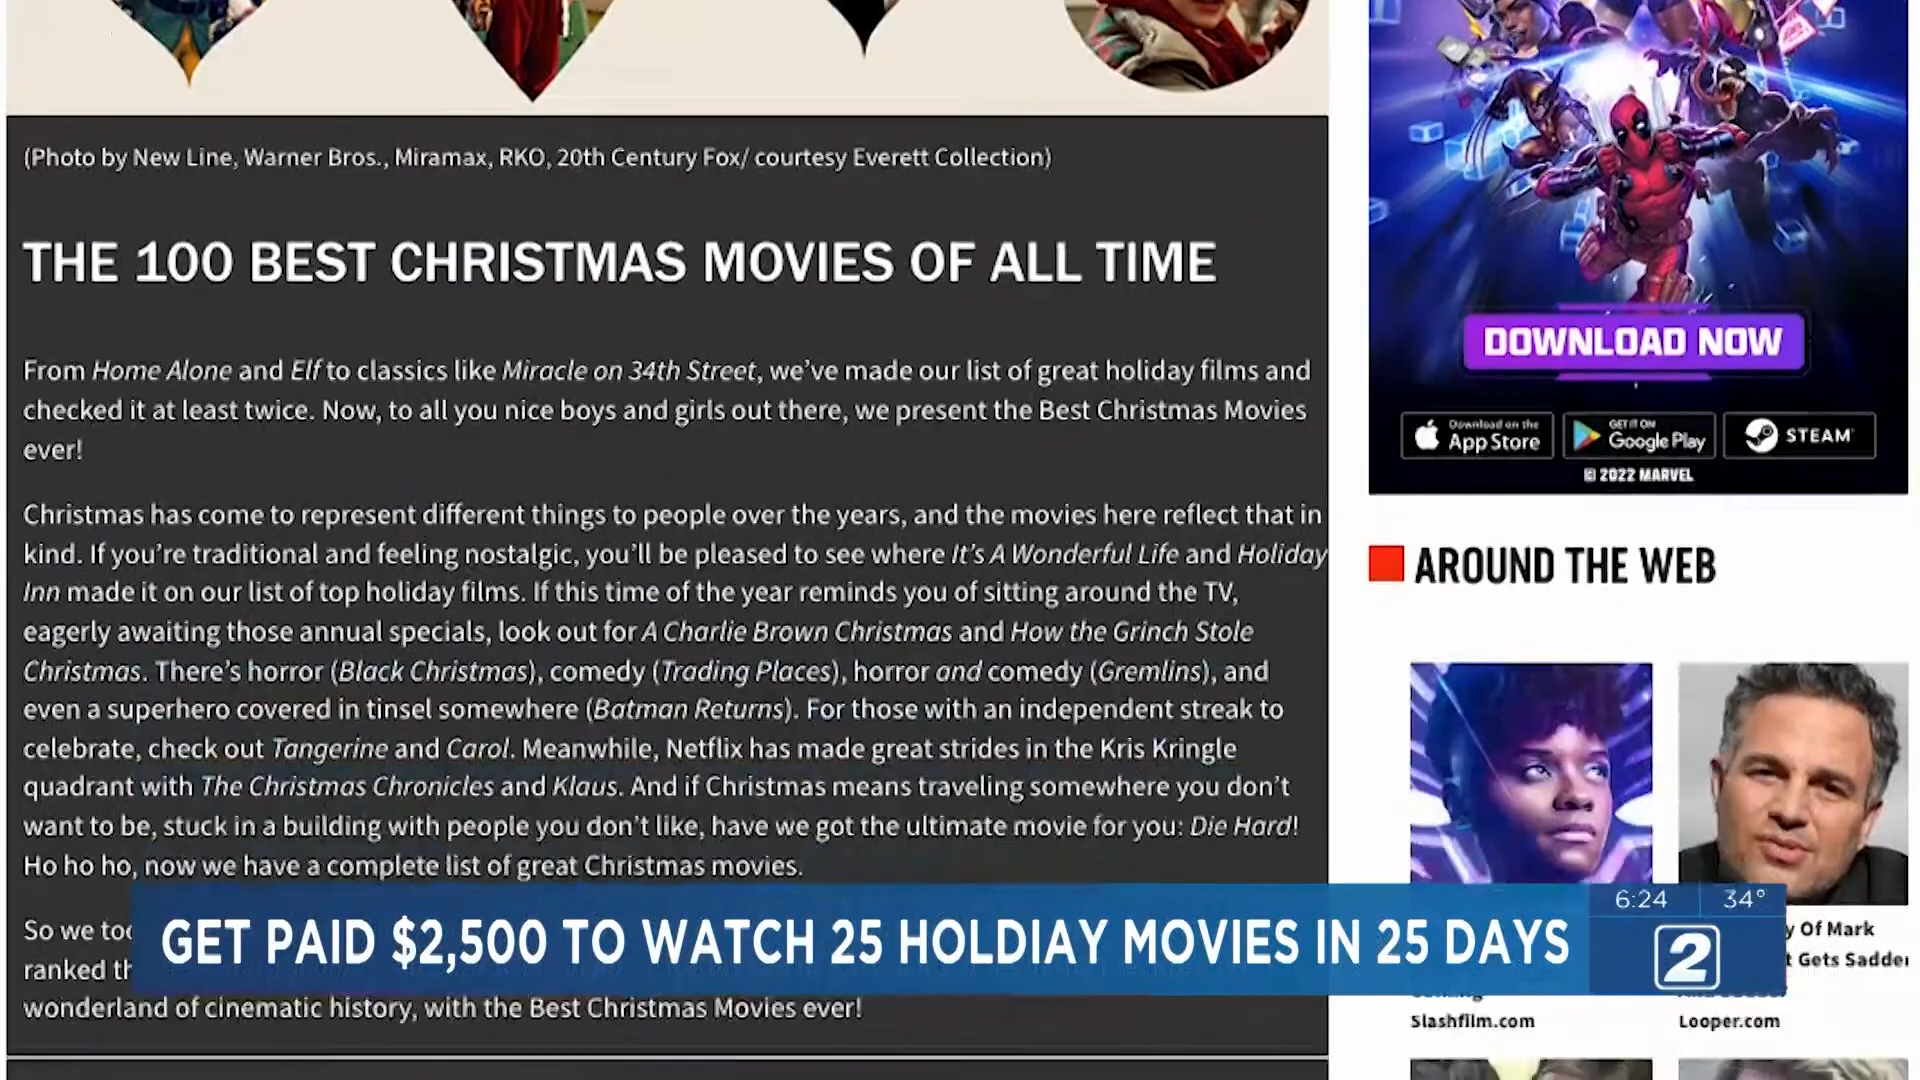 (Photo by New Line, Warner Bros., Miramax, RKO, 20th Century Fox/ courtesy Everett Collection)
THE 100 BEST CHRISTMAS MOVIES OF ALL TIME
From Home Alone and Elf to classics like Miracle on 34th Street, we've made our list of great holiday films and
checked it at least twice. Now, to all you nice boys and girls out there, we present the Best Christmas Movies
ever!
Christmas has come to represent different things to people over the years, and the movies here reflect that in
kind. If you're traditional and feeling nostalgic, you'll be pleased to see where It's A Wonderful Life and Holiday
Inn made it on our list of top holiday films. If this time of the year reminds you of sitting around the TV,
eagerly awaiting those annual specials, look out for A Charlie Brown Christmas and How the Grinch Stole
Christmas. There's horror (Black Christmas), comedy (Trading Places), horror and comedy (Gremlins), and
even a superhero covered in tinsel somewhere (Batman Returns). For those with an independent streak to
celebrate, check out Tangerine and Carol. Meanwhile, Netflix has made great strides in the Kris Kringle
quadrant with The Christmas Chronicles and Klaus. And if Christmas means traveling somewhere you don't
want to be, stuck in a building with people you don't like, have we got the ultimate movie for you: Die Hard!
Ho ho ho, now we have a complete list of great Christmas movies.
So we
ranked
wonderland of cinematic history, with the Best Christmas Movies ever!
DOWNLOAD NOW
Download on the
App Store
GET IT ON
Google Play
STEAM
© 2022 MARVEL
AROUND THE WEB
Of Mark
Gets Sadder
Slashfilm.com
Looper.com
GET PAID $2,500 TO WATCH 25 HOLDIAY MOVIES IN 25 DAYS
6:24
34°
2